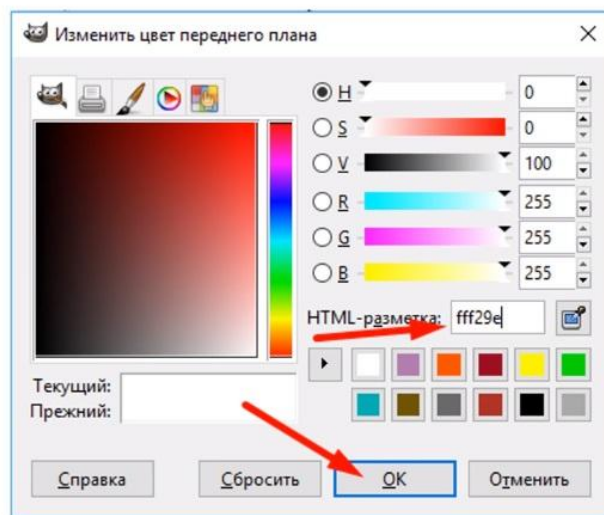 Изменить цвет переднего плана
H 0
S 0
V 100
R 255
G 255
B 255
HTML-разметка: fff29e
Текущий:
Прежний:
Справка Сбросить OK Отменить